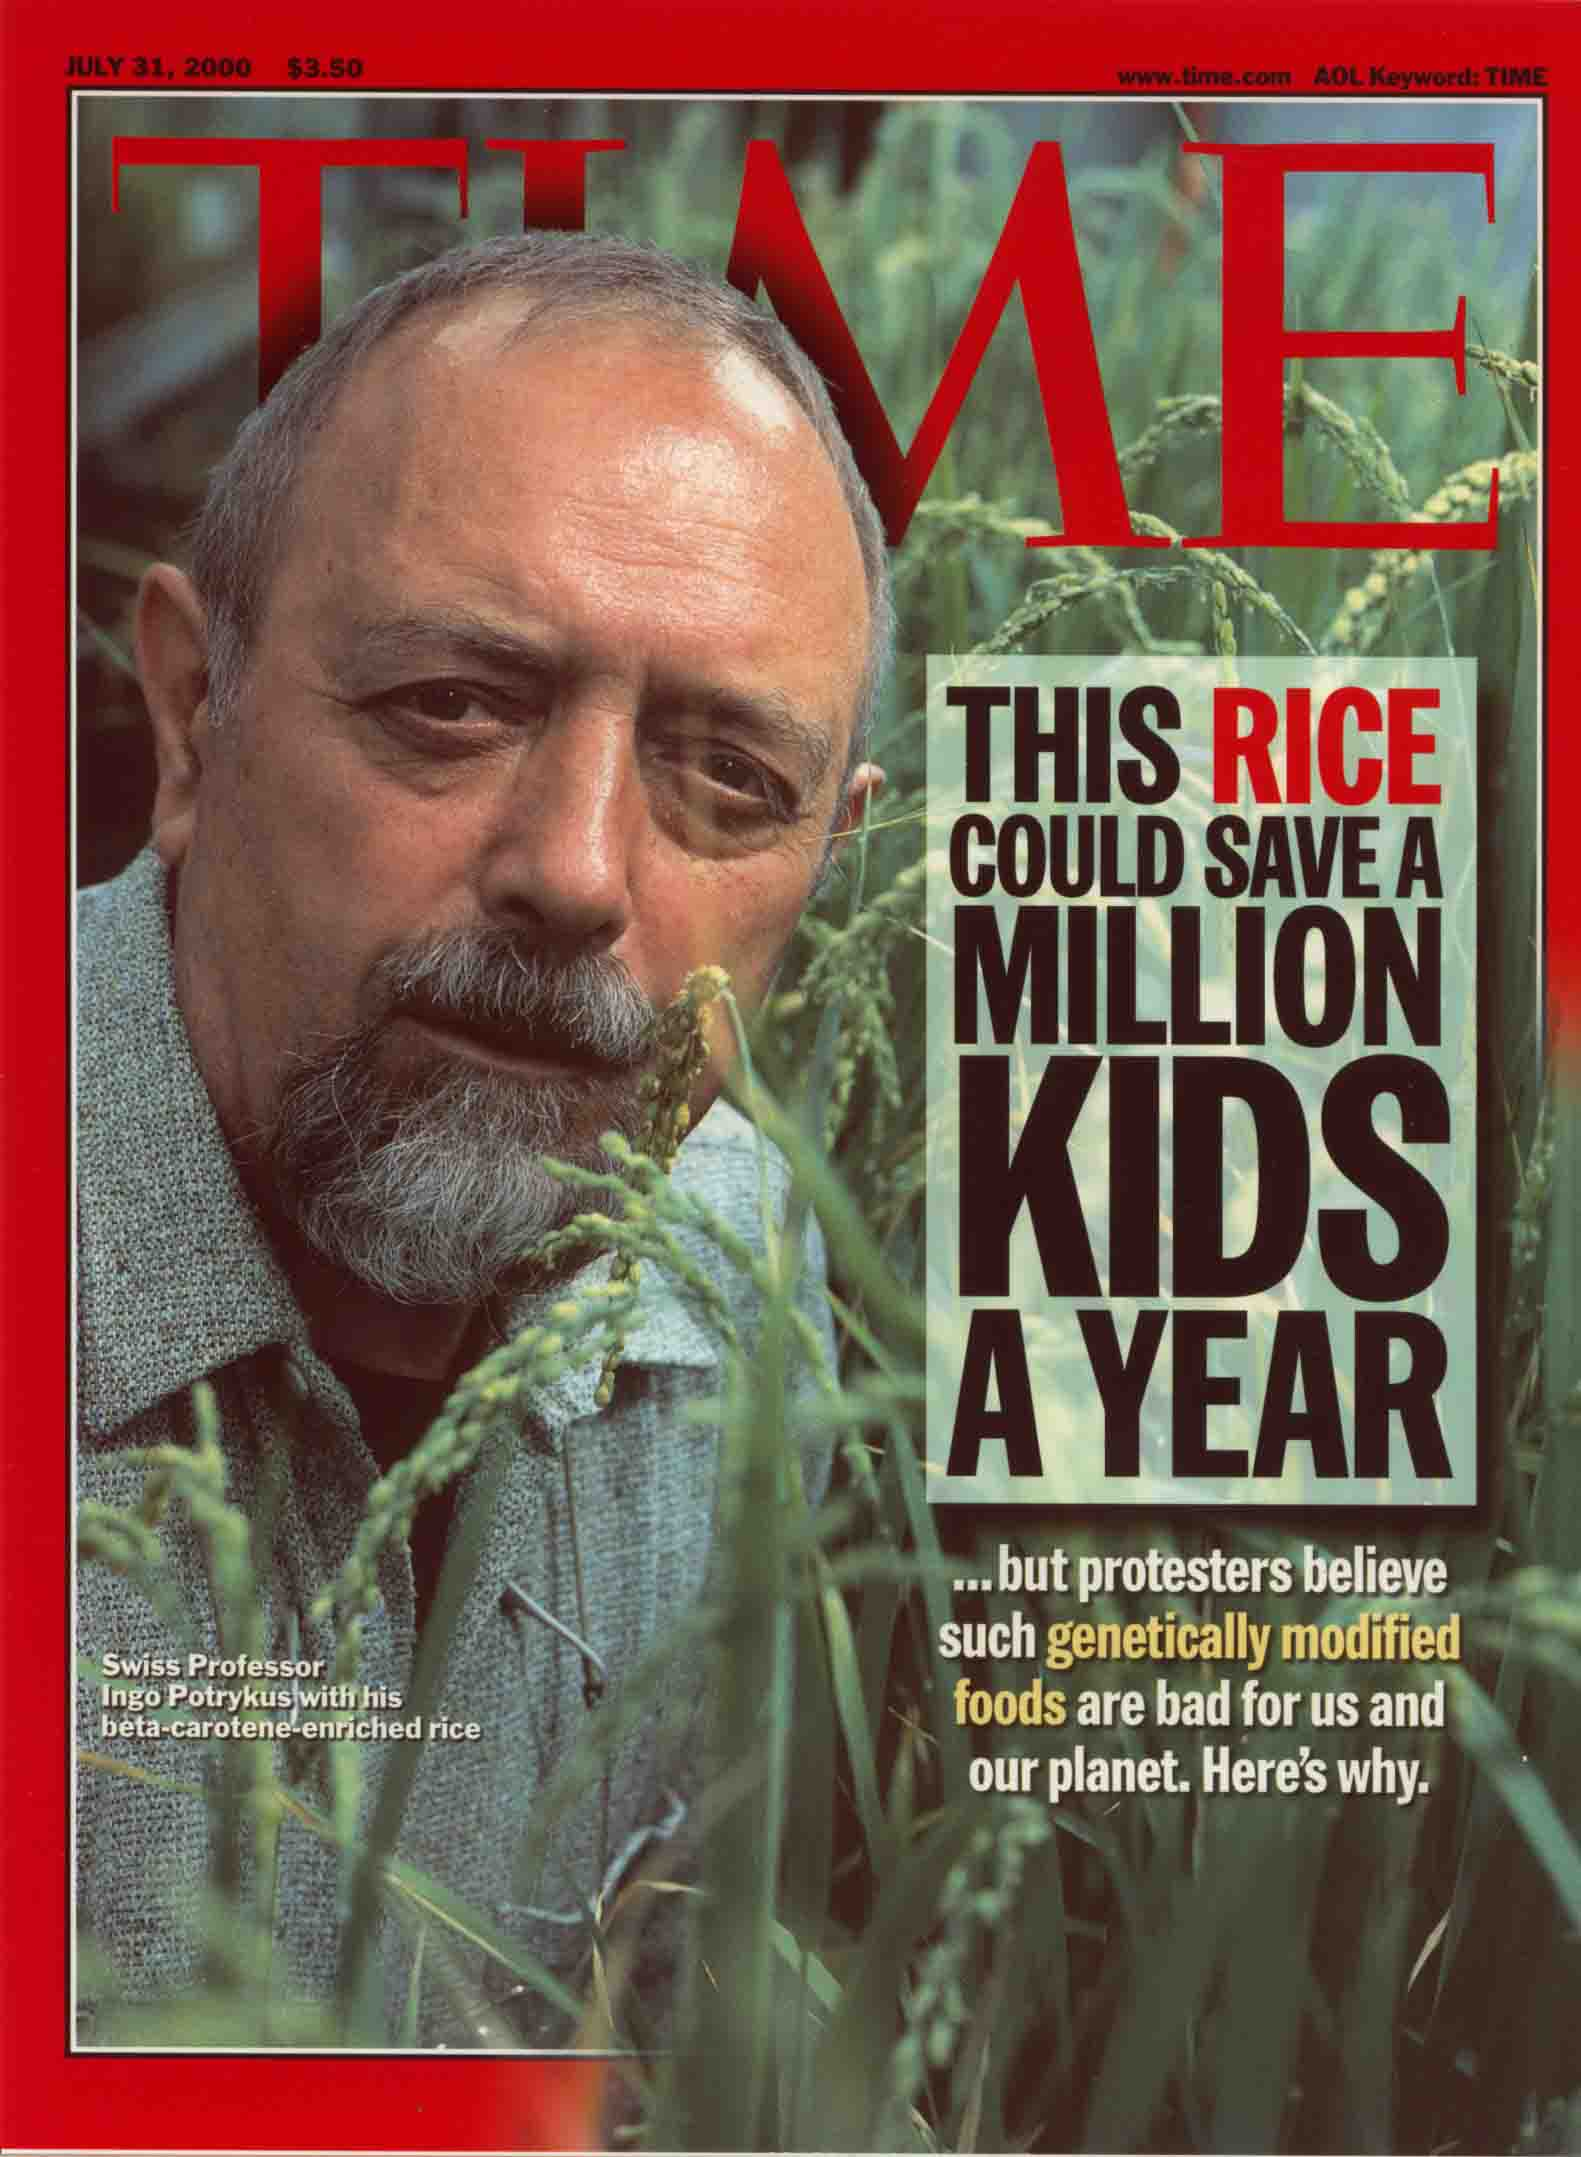 JULY 31, 2000 $3.50
www.time.com AOL Keyword: TIME
TIME
THIS RICE
COULD SAVE A
MILLION
KIDS
A YEAR
...but protesters believe
such genetically modified
foods are bad for us and
our planet. Here's why.
Swiss Professor
Ingo Potrykus with his
beta-carotene-enriched rice